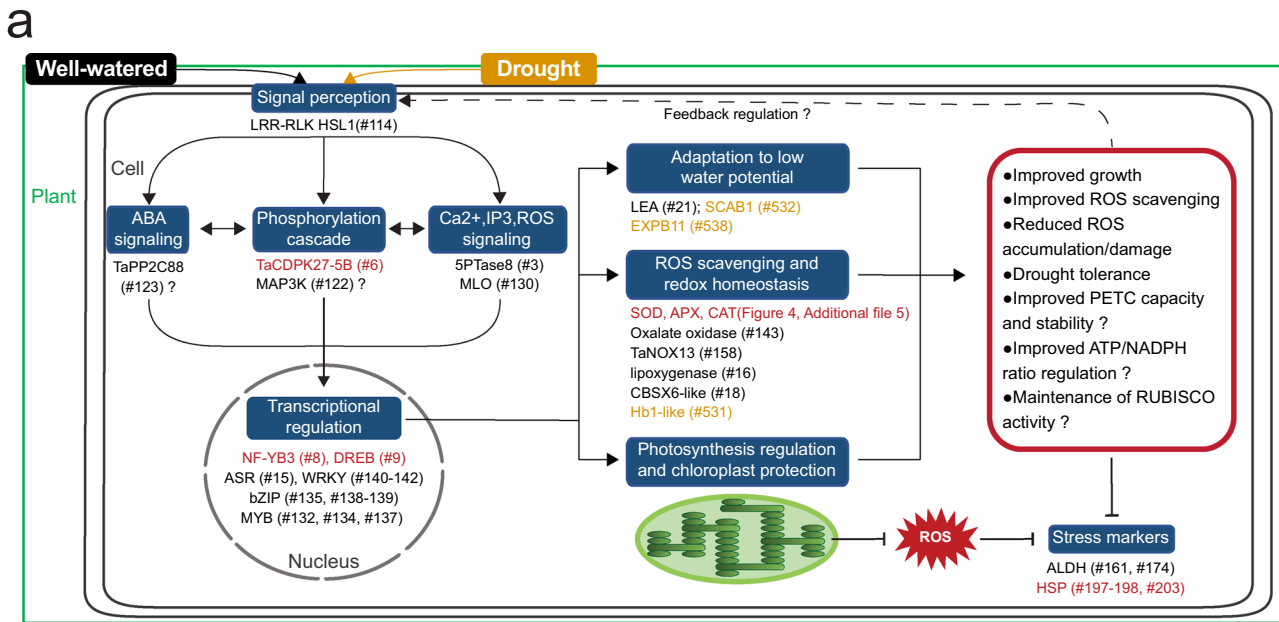 a
Well-watered
Drought
Signal perception
LRR-RLK HSL1(#114)
Feedback regulation ?
Plant
Cell
ABA
signaling
TaPP2C88
(#123) ?
Phosphorylation
cascade
TaCDPK27-5B (#6)
MAP3K (#122) ?
Ca2+,IP3,ROS
signaling
5PTase8 (#3)
MLO (#130)
Transcriptional
regulation
NF-YB3 (#8), DREB (#9)
ASR (#15), WRKY (#140-142)
bZIP (#135, #138-139)
MYB (#132, #134, #137)
Nucleus
Adaptation to low
water potential
LEA (#21); SCAB1 (#532)
EXPB11 (#538)
ROS scavenging and
redox homeostasis
SOD, APX, CAT(Figure 4, Additional file 5)
Oxalate oxidase (#143)
TaNOX13 (#158)
lipoxygenase (#16)
CBSX6-like (#18)
Hb1-like (#531)
Photosynthesis regulation
and chloroplast protection
ROS
●Improved growth
●Improved ROS scavenging
●Reduced ROS
accumulation/damage
●Drought tolerance
●Improved PETC capacity
and stability ?
●Improved ATP/NADPH
ratio regulation ?
●Maintenance of RUBISCO
activity ?
Stress markers
ALDH (#161, #174)
HSP (#197-198, #203)